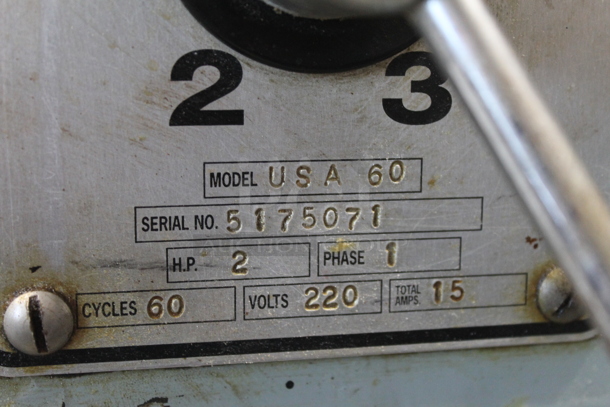 2 3
MODEL USA 60
SERIAL NO. 5175071
H.P. 2 PHASE 1
CYCLES 60 VOLTS 220 TOTAL AMPS. 15